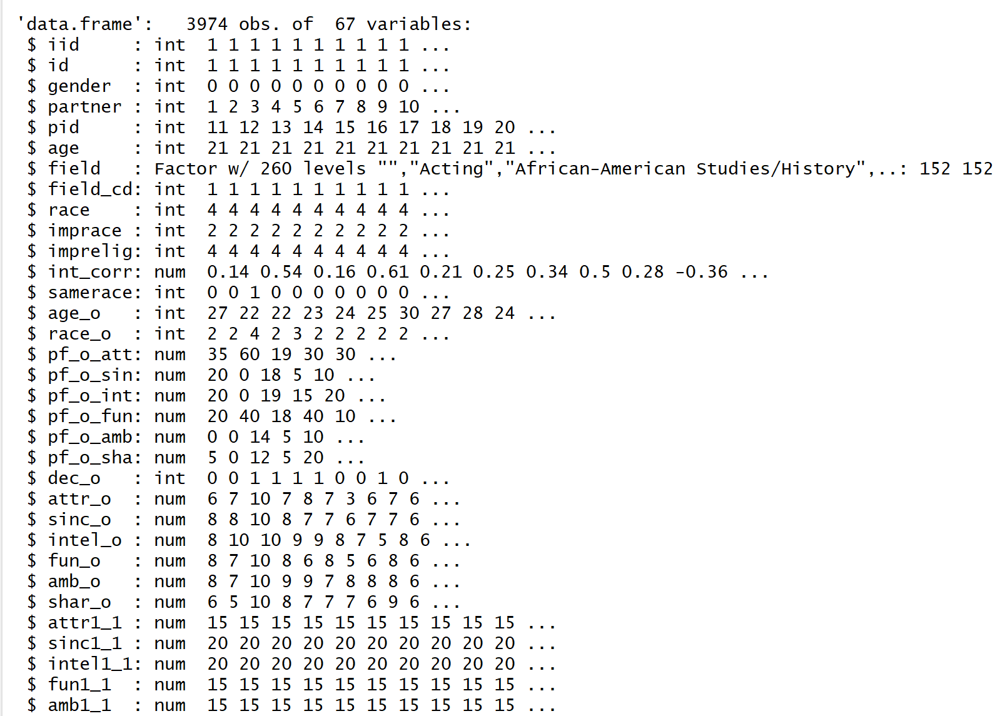 'data.frame':   3974 obs. of  67 variables:
 $ iid     : int  1 1 1 1 1 1 1 1 1 1 ...
 $ id      : int  1 1 1 1 1 1 1 1 1 1 ...
 $ gender  : int  0 0 0 0 0 0 0 0 0 0 ...
 $ partner : int  1 2 3 4 5 6 7 8 9 10 ...
 $ pid     : int  11 12 13 14 15 16 17 18 19 20 ...
 $ age     : int  21 21 21 21 21 21 21 21 21 21 ...
 $ field   : Factor w/ 260 levels "","Acting","African-American Studies/History",..: 152 152
 $ field_cd: int  1 1 1 1 1 1 1 1 1 1 ...
 $ race    : int  4 4 4 4 4 4 4 4 4 4 ...
 $ imprace : int  2 2 2 2 2 2 2 2 2 2 ...
 $ imprelig: int  4 4 4 4 4 4 4 4 4 4 ...
 $ int_corr: num  0.14 0.54 0.16 0.61 0.21 0.25 0.34 0.5 0.28 -0.36 ...
 $ samerace: int  0 0 1 0 0 0 0 0 0 0 ...
 $ age_o   : int  27 22 22 23 24 25 30 27 28 24 ...
 $ race_o  : int  2 2 4 2 3 2 2 2 2 2 ...
 $ pf_o_att: num  35 60 19 30 30 ...
 $ pf_o_sin: num  20 0 18 5 10 ...
 $ pf_o_int: num  20 0 19 15 20 ...
 $ pf_o_fun: num  20 40 18 40 10 ...
 $ pf_o_amb: num  0 0 14 5 10 ...
 $ pf_o_sha: num  5 0 12 5 20 ...
 $ dec_o   : int  0 0 1 1 1 1 0 0 1 0 ...
 $ attr_o  : num  6 7 10 7 8 7 3 6 7 6 ...
 $ sinc_o  : num  8 8 10 8 7 7 6 7 7 6 ...
 $ intel_o : num  8 10 10 9 9 8 7 5 8 6 ...
 $ fun_o   : num  8 7 10 8 6 8 5 6 8 6 ...
 $ amb_o   : num  8 7 10 9 9 7 8 8 8 6 ...
 $ shar_o  : num  6 5 10 8 7 7 7 6 9 6 ...
 $ attr1_1 : num  15 15 15 15 15 15 15 15 15 15 ...
 $ sinc1_1 : num  20 20 20 20 20 20 20 20 20 20 ...
 $ intel1_1: num  20 20 20 20 20 20 20 20 20 20 ...
 $ fun1_1  : num  15 15 15 15 15 15 15 15 15 15 ...
 $ amb1_1  : num  15 15 15 15 15 15 15 15 15 15 ...